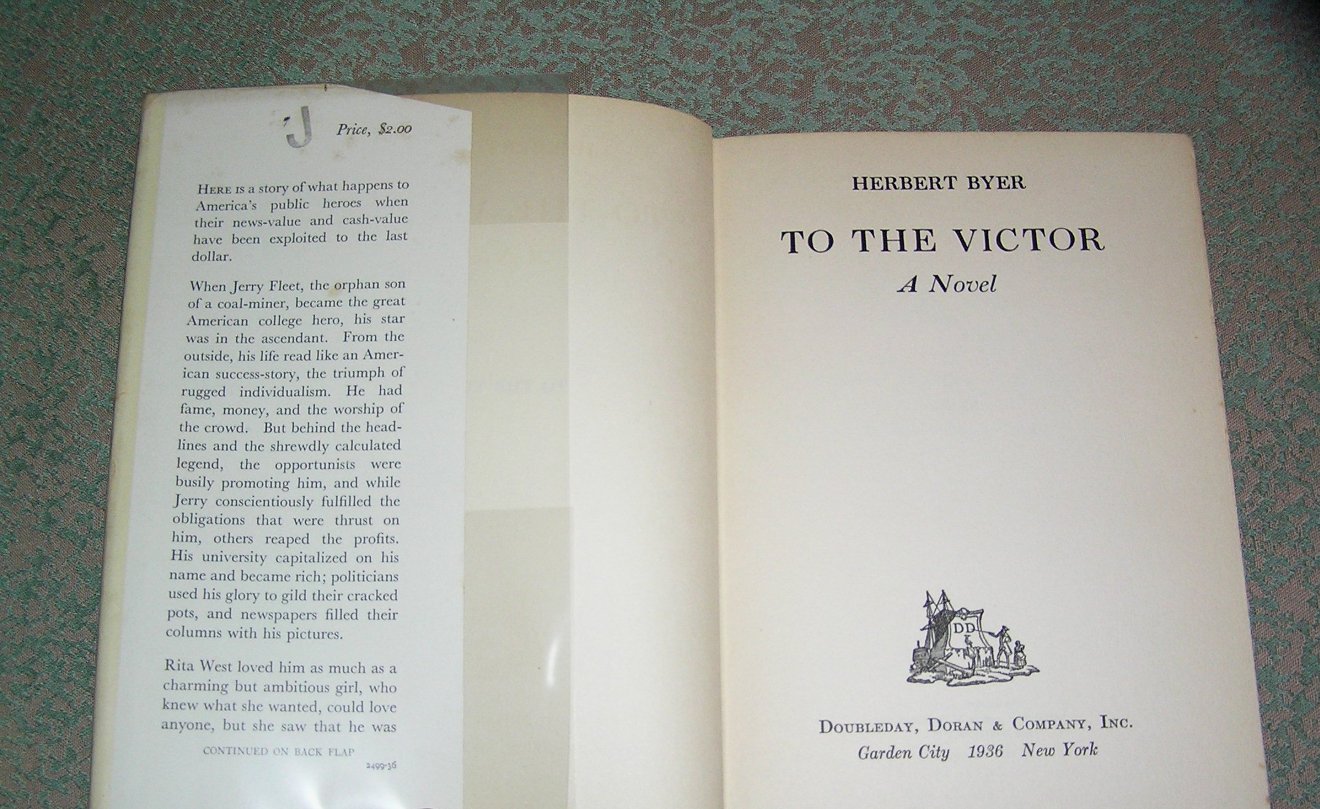 J
Price, $2.00
HERE IS a story of what happens to
America's public heroes when
their news-value and cash-value
have been exploited to the last
dollar.
When Jerry Fleet, the orphan son
of a coal-miner, became the great
American college hero, his star
was in the ascendant. From the
outside, his life read like an Amer-
ican success-story, the triumph of
rugged individualism. He had
fame, money, and the worship of
the crowd. But behind the head-
lines and the shrewdly calculated
legend, the opportunists were
busily promoting him, and while
Jerry conscientiously fulfilled the
obligations that were thrust on
him, others reaped the profits.
His university capitalized on his
name and became rich; politicians
used his glory to gild their cracked
pots, and newspapers filled their
columns with his pictures.
Rita West loved him as much as a
charming but ambitious girl, who
knew what she wanted, could love
anyone, but she saw that he was
CONTINUED ON BACK FLAP
2499-36
HERBERT BYER
TO THE VICTOR
A Novel
DD
DOUBLEDAY, DORAN & COMPANY, INC.
Garden City 1936 New York